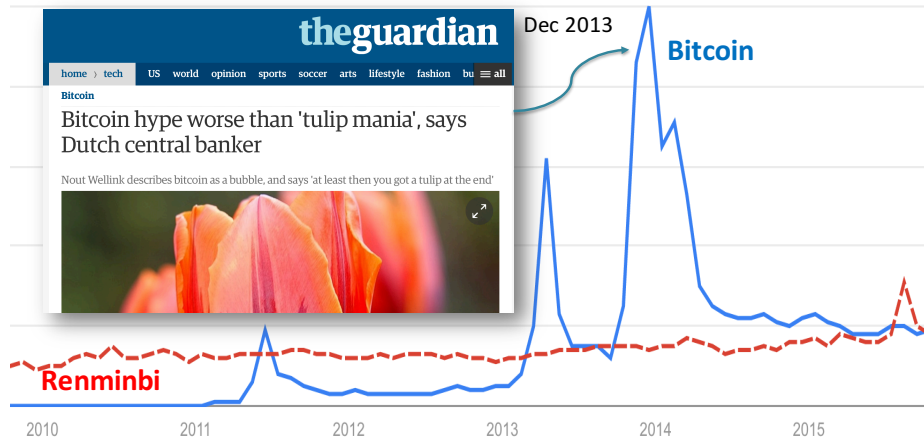 theguardian
Dec 2013
home › tech US world opinion sports soccer arts lifestyle fashion bu ≡ all
Bitcoin
Bitcoin
Bitcoin hype worse than 'tulip mania', says
Dutch central banker
Nout Wellink describes bitcoin as a bubble, and says 'at least then you got a tulip at the end'
Renminbi
2010 2011 2012 2013 2014 2015